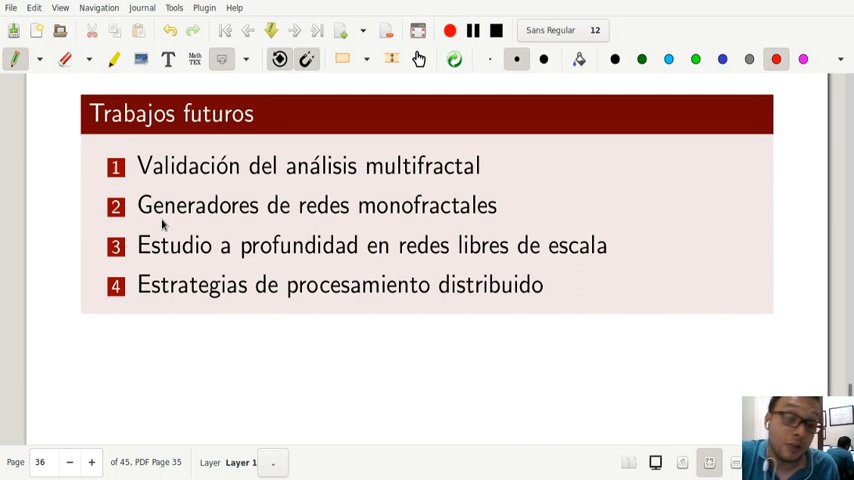 File Edit View Navigation Journal Tools Plugin Help
Sans Regular 12
Math
TEX
Trabajos futuros
1 Validación del análisis multifractal
2 Generadores de redes monofractales
3 Estudio a profundidad en redes libres de escala
4 Estrategias de procesamiento distribuido
Page 36 of 45, PDF Page 35 Layer Layer 1